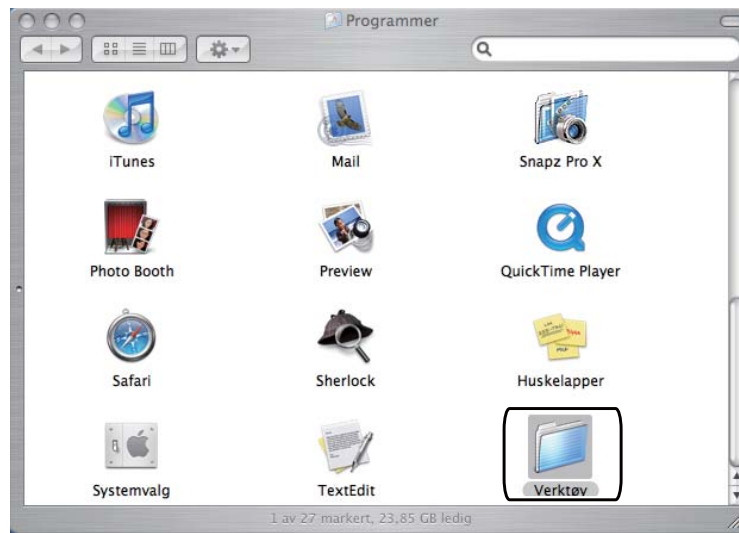 Programmer
iTunes
Mail
Snapz Pro X
Photo Booth
Preview
QuickTime Player
Safari
Sherlock
Huskelapper
Systemvalg
TextEdit
Verktøy
1 av 27 markert, 23,85 GB ledig